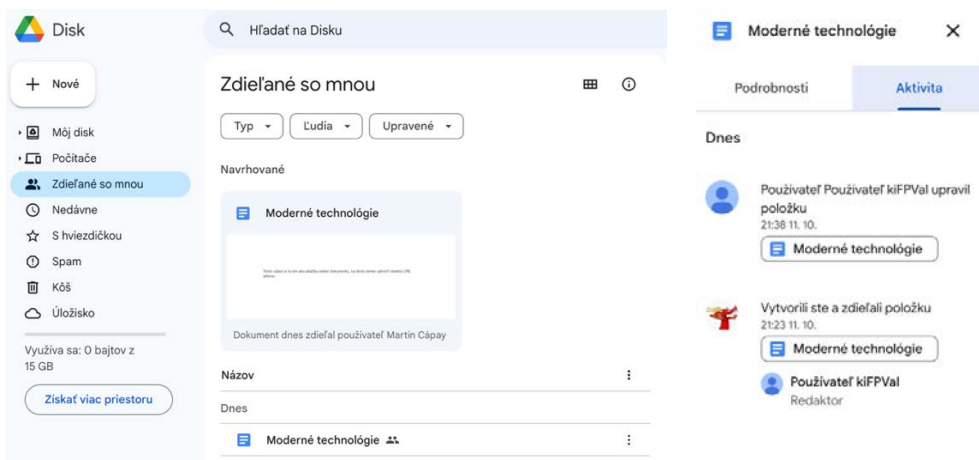 Disk
Hľadať na Disku
Nové
Môj disk
Počítače
Zdieľané so mnou
Nedávne
S hviezdičkou
Spam
Kôš
Úložisko
Využíva sa: 0 bajtov z
15 GB
Získať viac priestoru
Zdieľané so mnou
Typ
Ľudia
Upravené
Navrhované
Moderné technológie
Dokument dnes zdieľal používateľ Martin Cápay
Názov
Dnes
Moderné technológie
Moderné technológie
Podrobnosti
Aktivita
Dnes
Používateľ Používateľ kiFPVal upravil
položku
21:38 11. 10.
Moderné technológie
Vytvorili ste a zdieľali položku
21:23 11. 10.
Moderné technológie
Používateľ kiFPVal
Redaktor